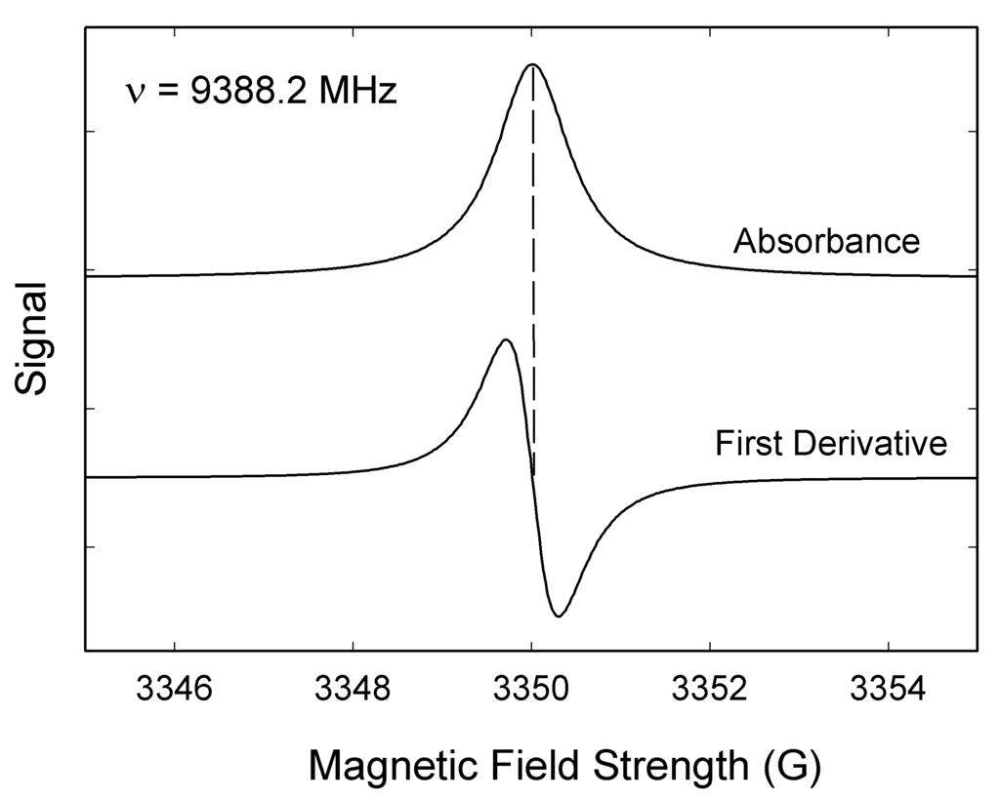 ν = 9388.2 MHz
Absorbance
Signal
First Derivative
3346 3348 3350 3352 3354
Magnetic Field Strength (G)